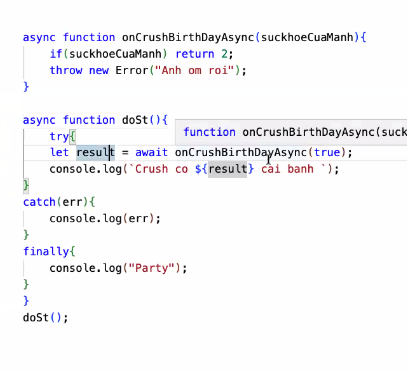 async function onCrushBirthDayAsync(suckhoeCuaManh){
if(suckhoeCuaManh) return 2;
throw new Error("Anh om roi");
}
async function doSt(){
try{
function onCrushBirthDayAsync(suck
let result = await onCrushBirthDayAsync(true);
console.log(`Crush co ${result} cai banh `);
}
catch(err){
console.log(err);
}
finally{
console.log("Party");
}
}
doSt();